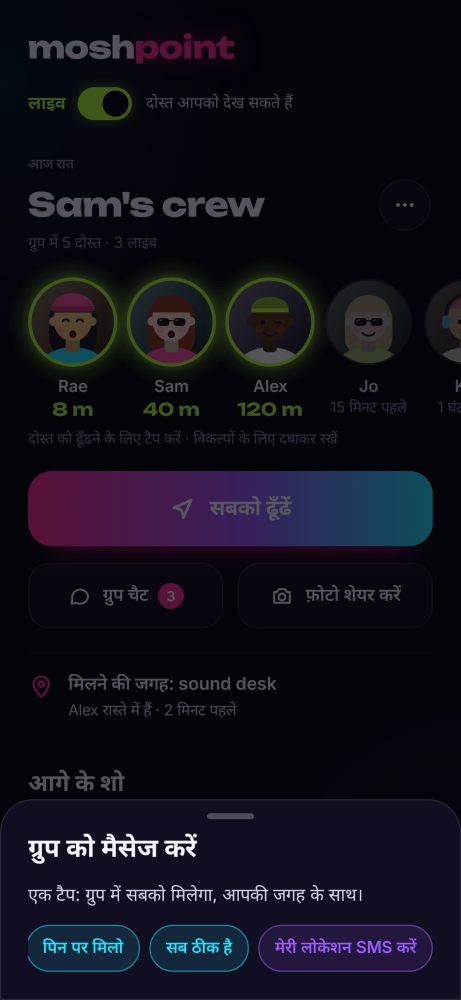 moshpoint
लाइव
दोस्त आपको देख सकते हैं
आज रात
Sam's crew
ग्रुप में 5 दोस्त · 3 लाइव
Rae Sam Alex Jo
8 m 40 m 120 m 15 मिनट पहले
दोस्त को ढूँढने के लिए टैप करें · विकल्पों के लिए दबाकर रखें
सबको ढूँढें
ग्रुप चैट 3
फ़ोटो शेयर करें
मिलने की जगह: sound desk
Alex रास्ते में हैं · 2 मिनट पहले
आगे के शो
ग्रुप को मैसेज करें
एक टैप: ग्रुप में सबको मिलेगा, आपकी जगह के साथ।
पिन पर मिलो
सब ठीक है
मेरी लोकेशन SMS करें